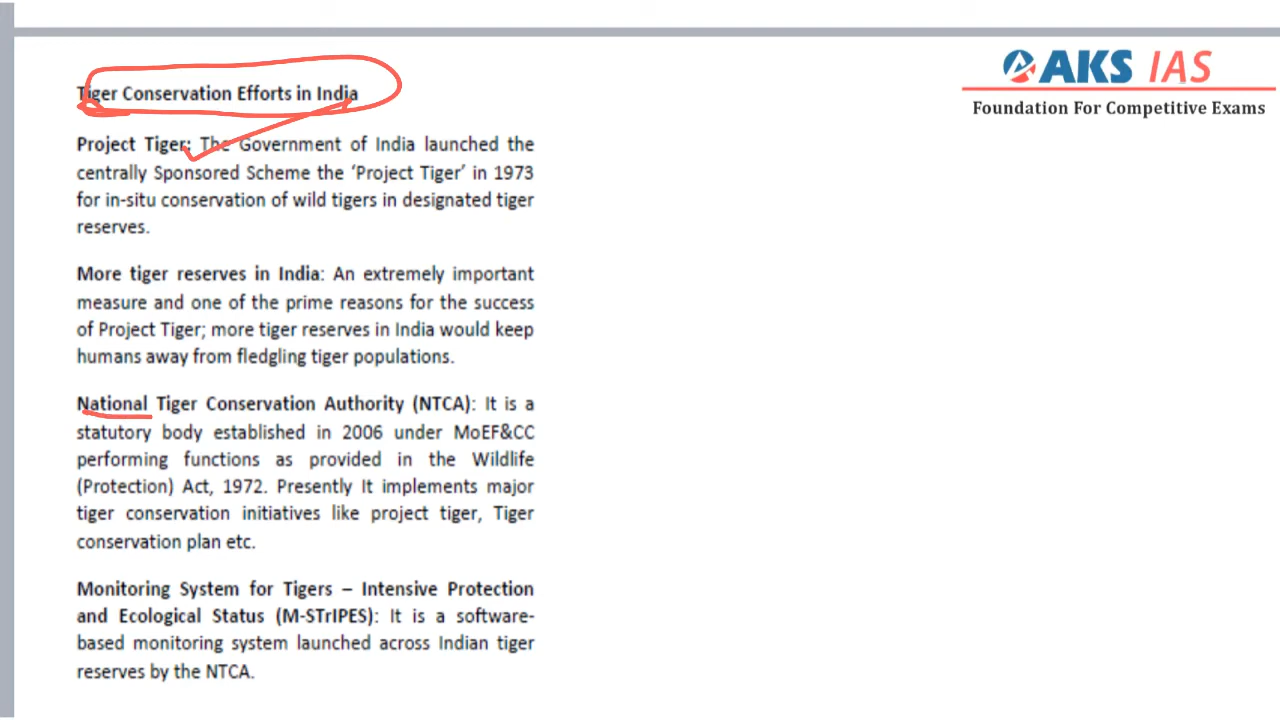 AKS IAS
Foundation For Competitive Exams
Tiger Conservation Efforts in India
Project Tiger: The Government of India launched the
centrally Sponsored Scheme the ‘Project Tiger’ in 1973
for in-situ conservation of wild tigers in designated tiger
reserves.
More tiger reserves in India: An extremely important
measure and one of the prime reasons for the success
of Project Tiger; more tiger reserves in India would keep
humans away from fledgling tiger populations.
National Tiger Conservation Authority (NTCA): It is a
statutory body established in 2006 under MoEF&CC
performing functions as provided in the Wildlife
(Protection) Act, 1972. Presently It implements major
tiger conservation initiatives like project tiger, Tiger
conservation plan etc.
Monitoring System for Tigers – Intensive Protection
and Ecological Status (M-STrIPES): It is a software-
based monitoring system launched across Indian tiger
reserves by the NTCA.